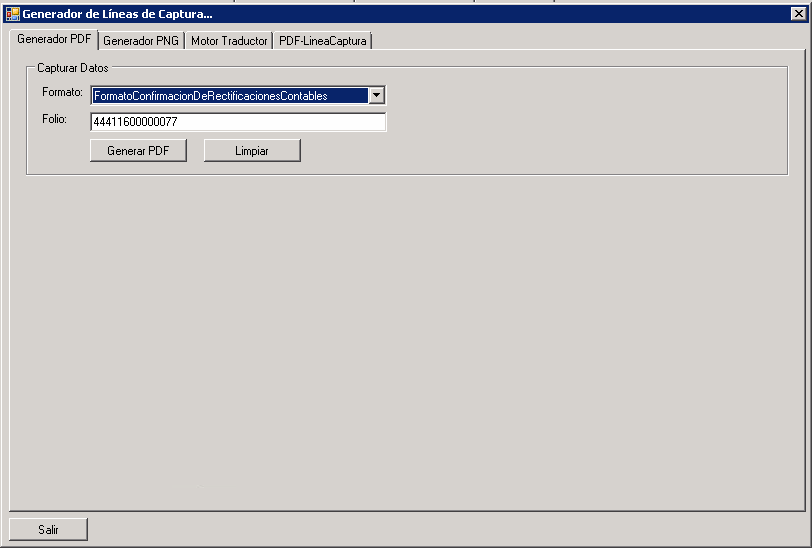 Generador de Líneas de Captura...
Generador PDF Generador PNG Motor Traductor PDF-LineaCaptura
Capturar Datos
Formato: FormatoConfirmacionDeRectificacionesContables
Folio: 44411600000077
Generar PDF Limpiar
Salir